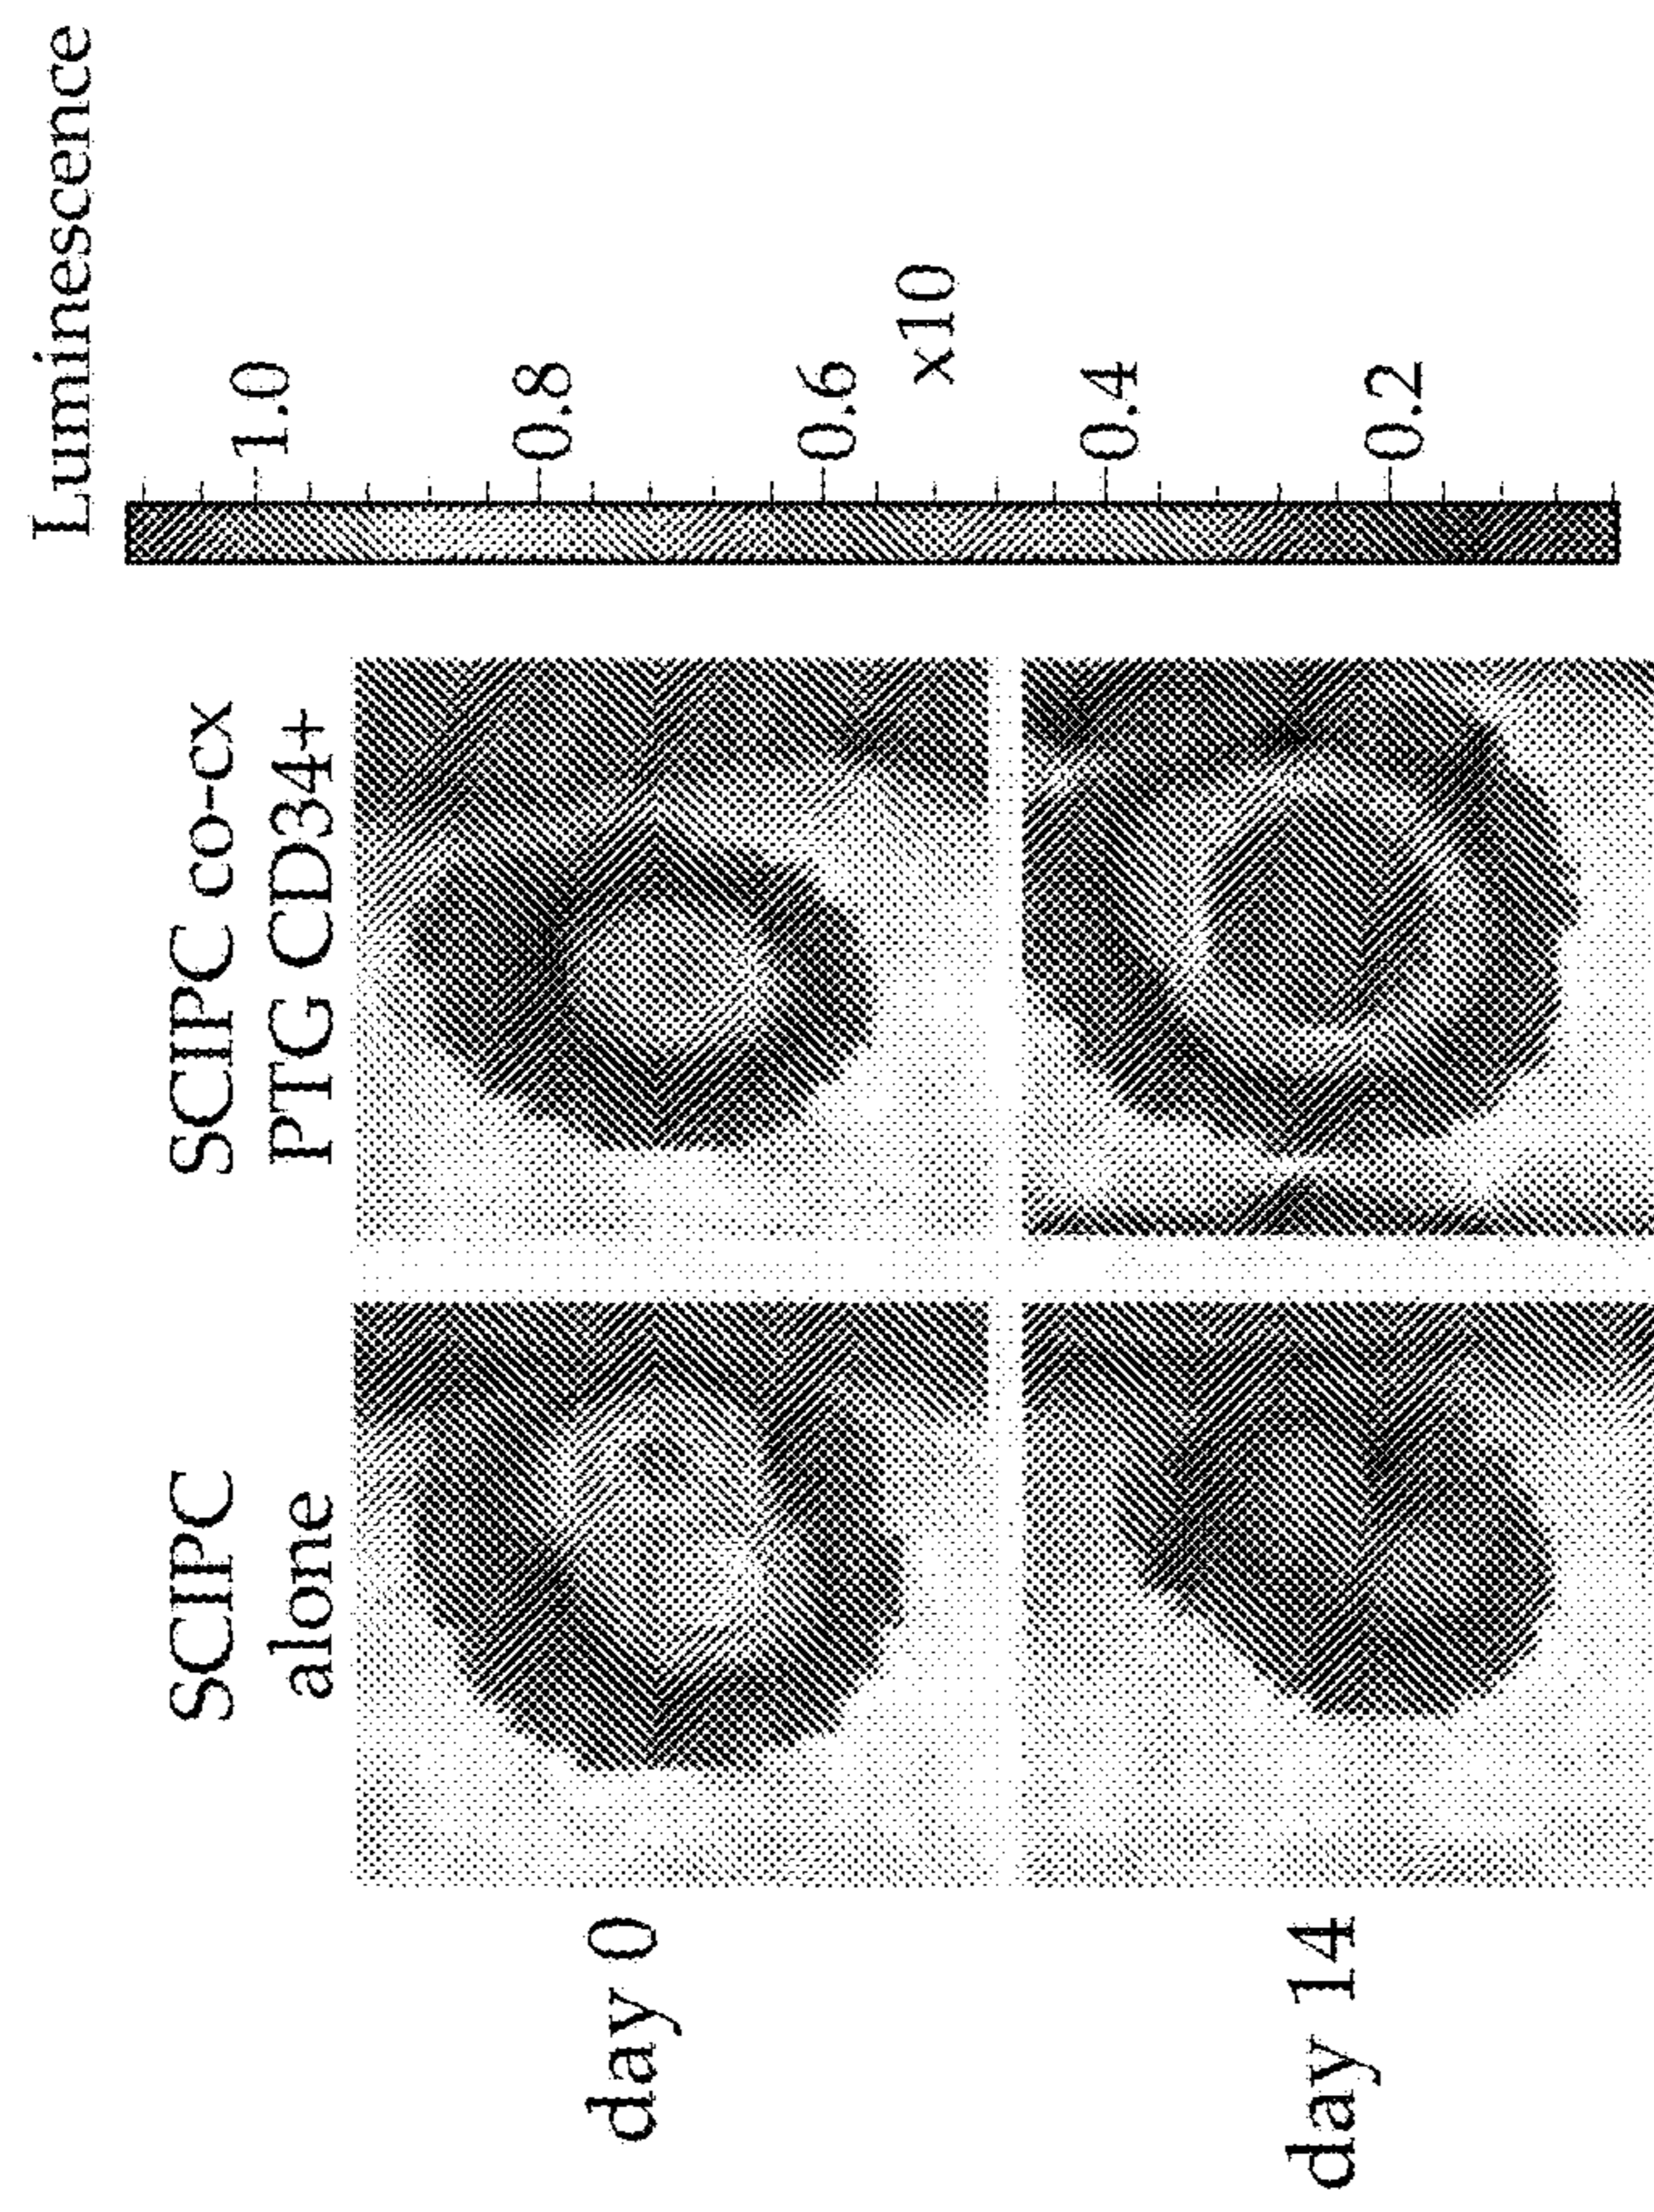 Luminescence
SCIPC
alone
SCIPC co-cx
PTG CD34+
1.0
0.8
0.6
x10
0.4
0.2
day 0
day 14